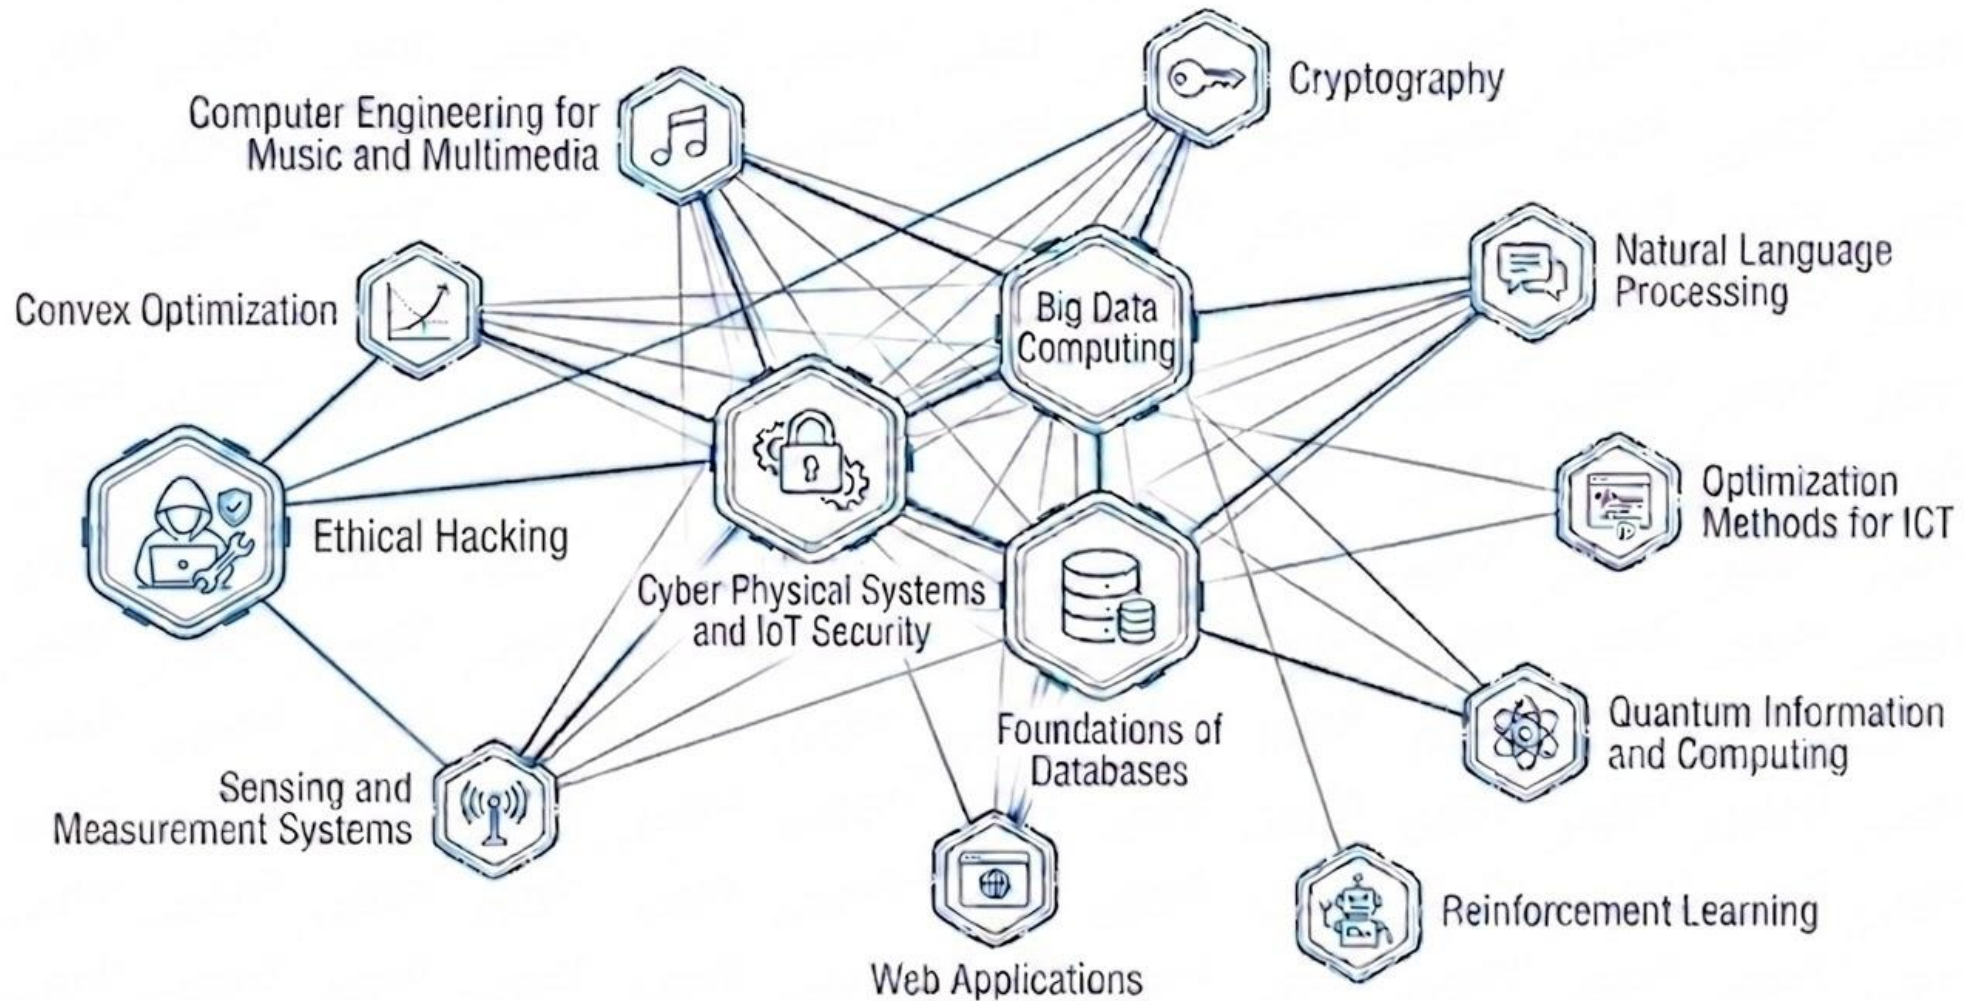 Cryptography
Computer Engineering for
Music and Multimedia
Natural Language
Processing
Convex Optimization
Big Data
Computing
Optimization
Methods for ICT
Ethical Hacking
Cyber Physical Systems
and IoT Security
Foundations of
Databases
Quantum Information
and Computing
Sensing and
Measurement Systems
Reinforcement Learning
Web Applications